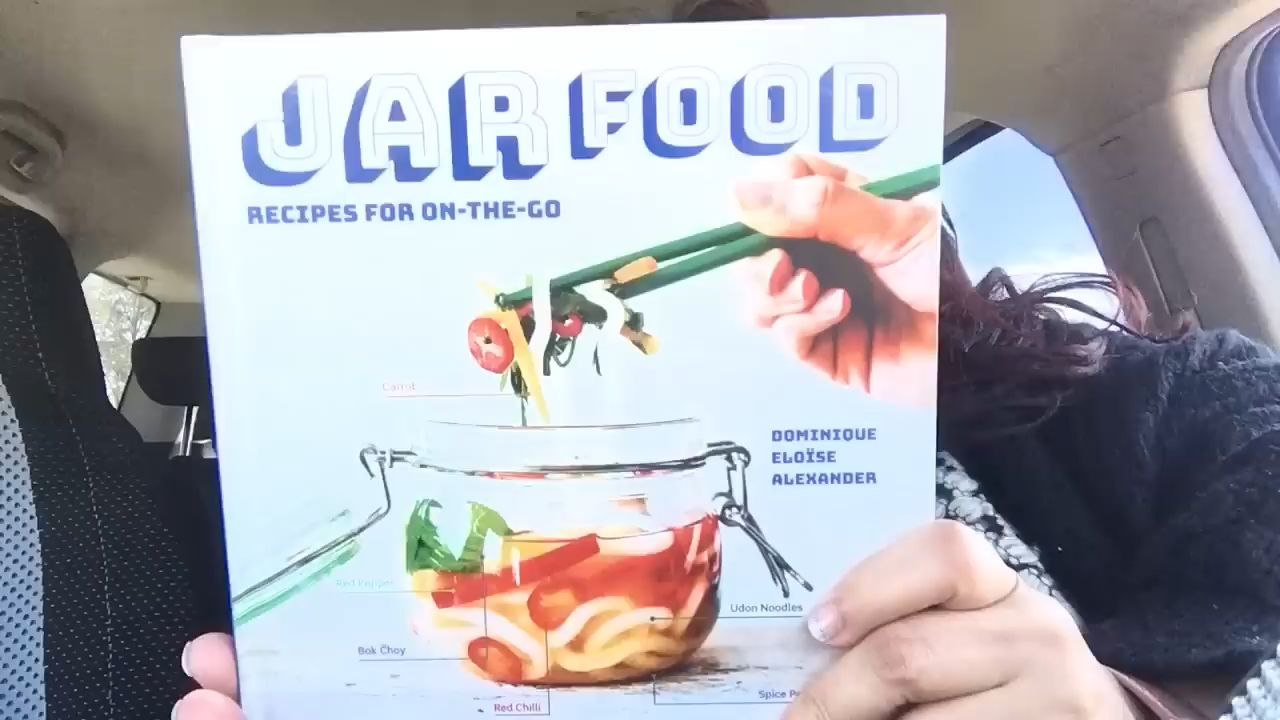 JAR FOOD
RECIPES FOR ON-THE-GO
Carrot
DOMINIQUE
ELOÏSE
ALEXANDER
Red Pepper
Udon Noodles
Bok Choy
Spice
Red Chilli